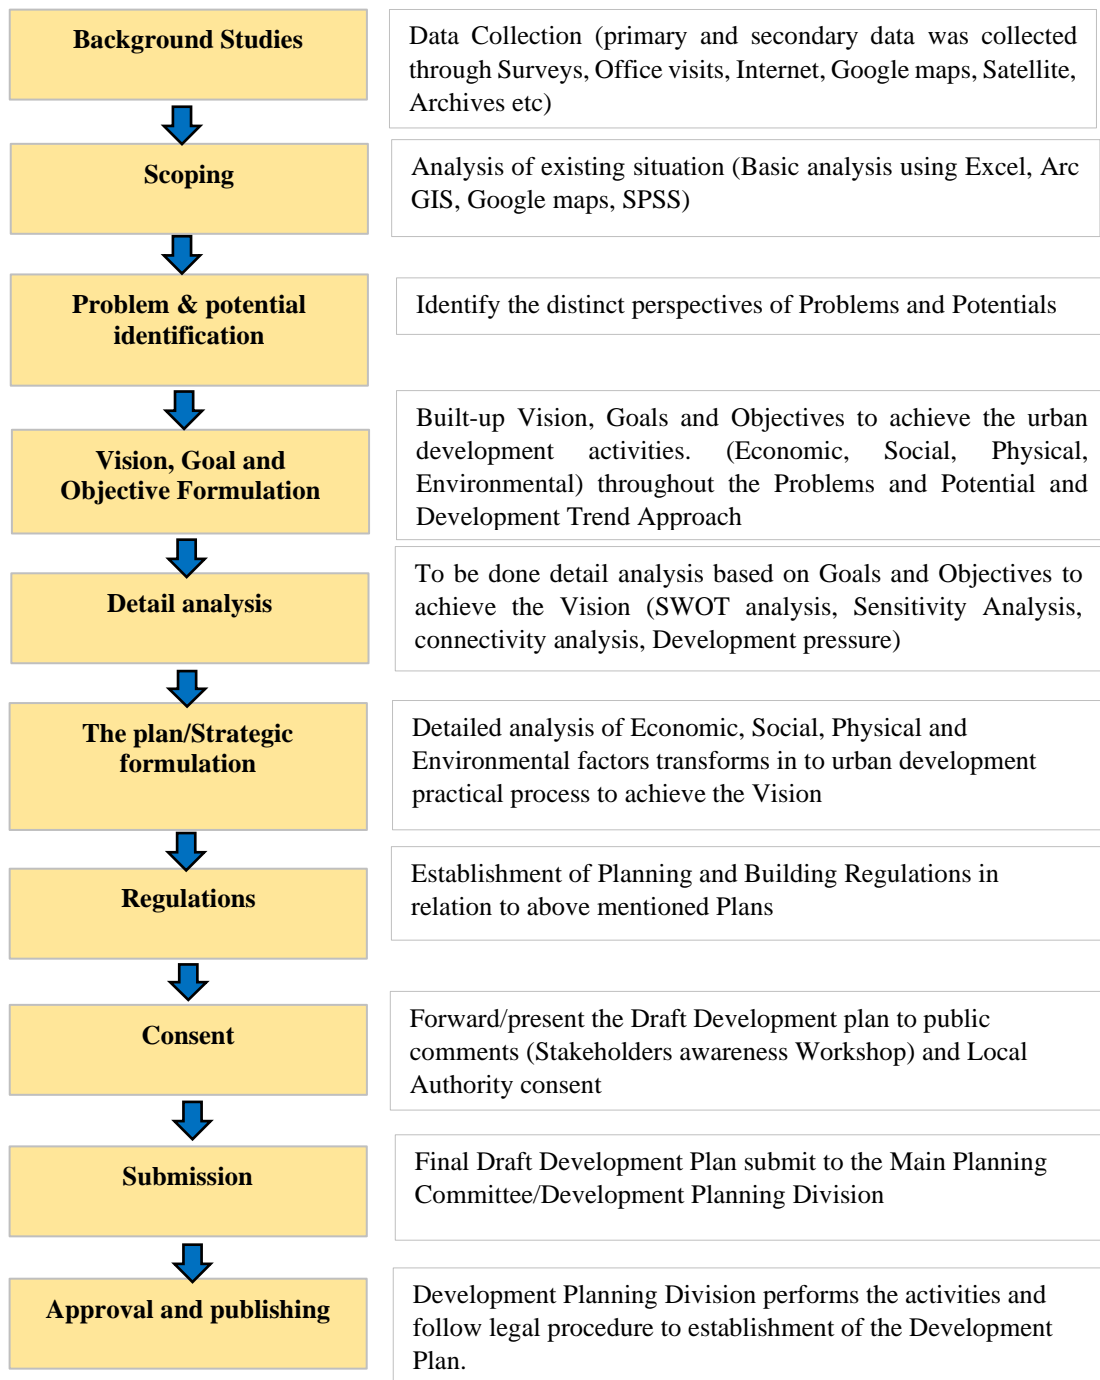 Background Studies
Data Collection (primary and secondary data was collected
through Surveys, Office visits, Internet, Google maps, Satellite,
Archives etc)
Scoping
Analysis of existing situation (Basic analysis using Excel, Arc
GIS, Google maps, SPSS)
Problem & potential
identification
Identify the distinct perspectives of Problems and Potentials
Vision, Goal and
Objective Formulation
Built-up Vision, Goals and Objectives to achieve the urban
development activities. (Economic, Social, Physical,
Environmental) throughout the Problems and Potential and
Development Trend Approach
Detail analysis
To be done detail analysis based on Goals and Objectives to
achieve the Vision (SWOT analysis, Sensitivity Analysis,
connectivity analysis, Development pressure)
The plan/Strategic
formulation
Detailed analysis of Economic, Social, Physical and
Environmental factors transforms in to urban development
practical process to achieve the Vision
Regulations
Establishment of Planning and Building Regulations in
relation to above mentioned Plans
Consent
Forward/present the Draft Development plan to public
comments (Stakeholders awareness Workshop) and Local
Authority consent
Submission
Final Draft Development Plan submit to the Main Planning
Committee/Development Planning Division
Approval and publishing
Development Planning Division performs the activities and
follow legal procedure to establishment of the Development
Plan.